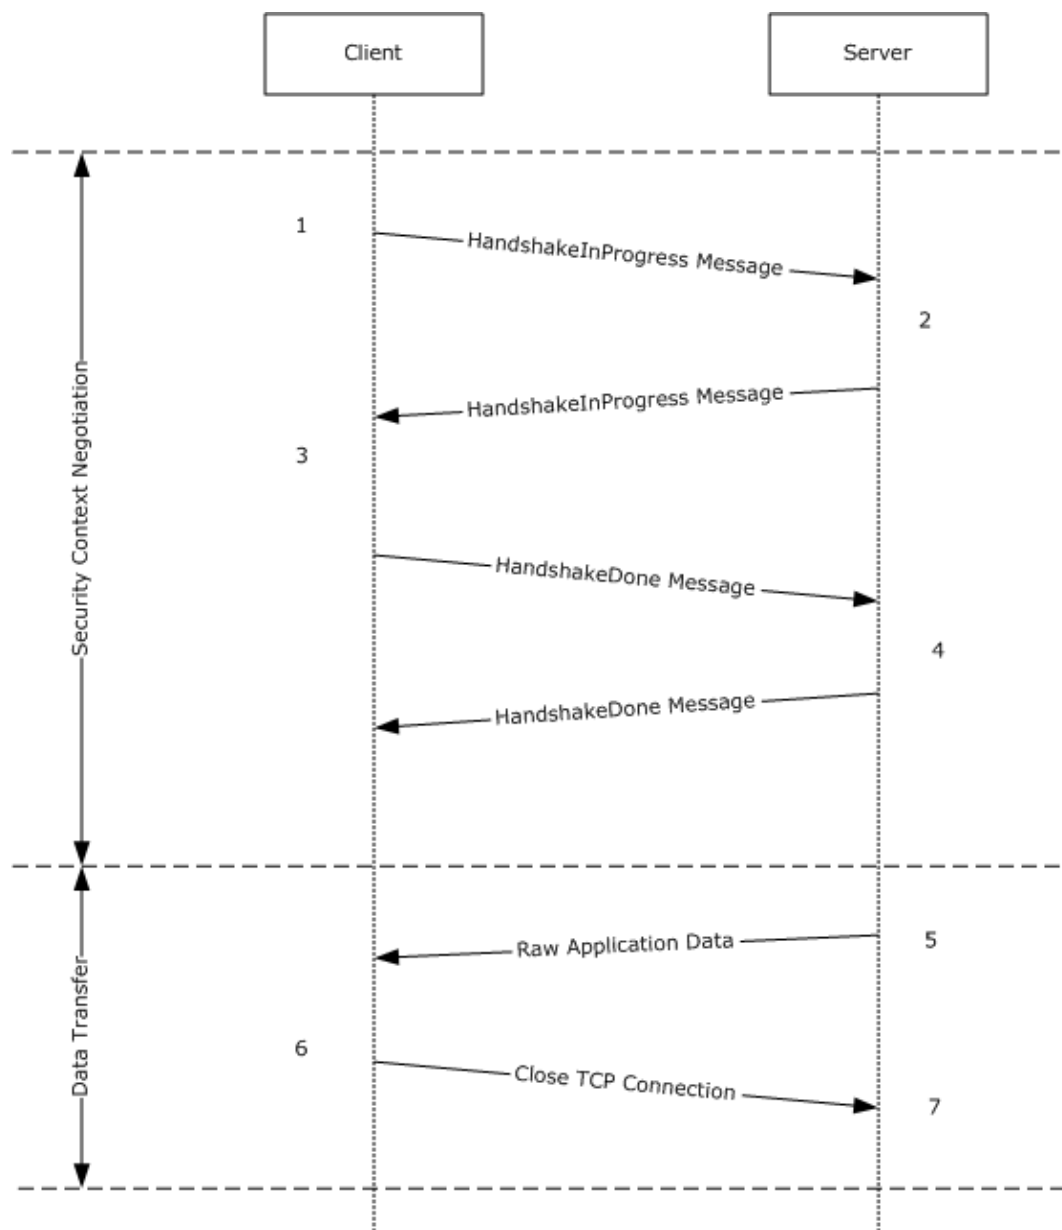 Client
Server
1
HandshakeInProgress Message
2
HandshakeInProgress Message
3
Security Context Negotiation
HandshakeDone Message
4
HandshakeDone Message
Raw Application Data
5
Data Transfer
6
Close TCP Connection
7